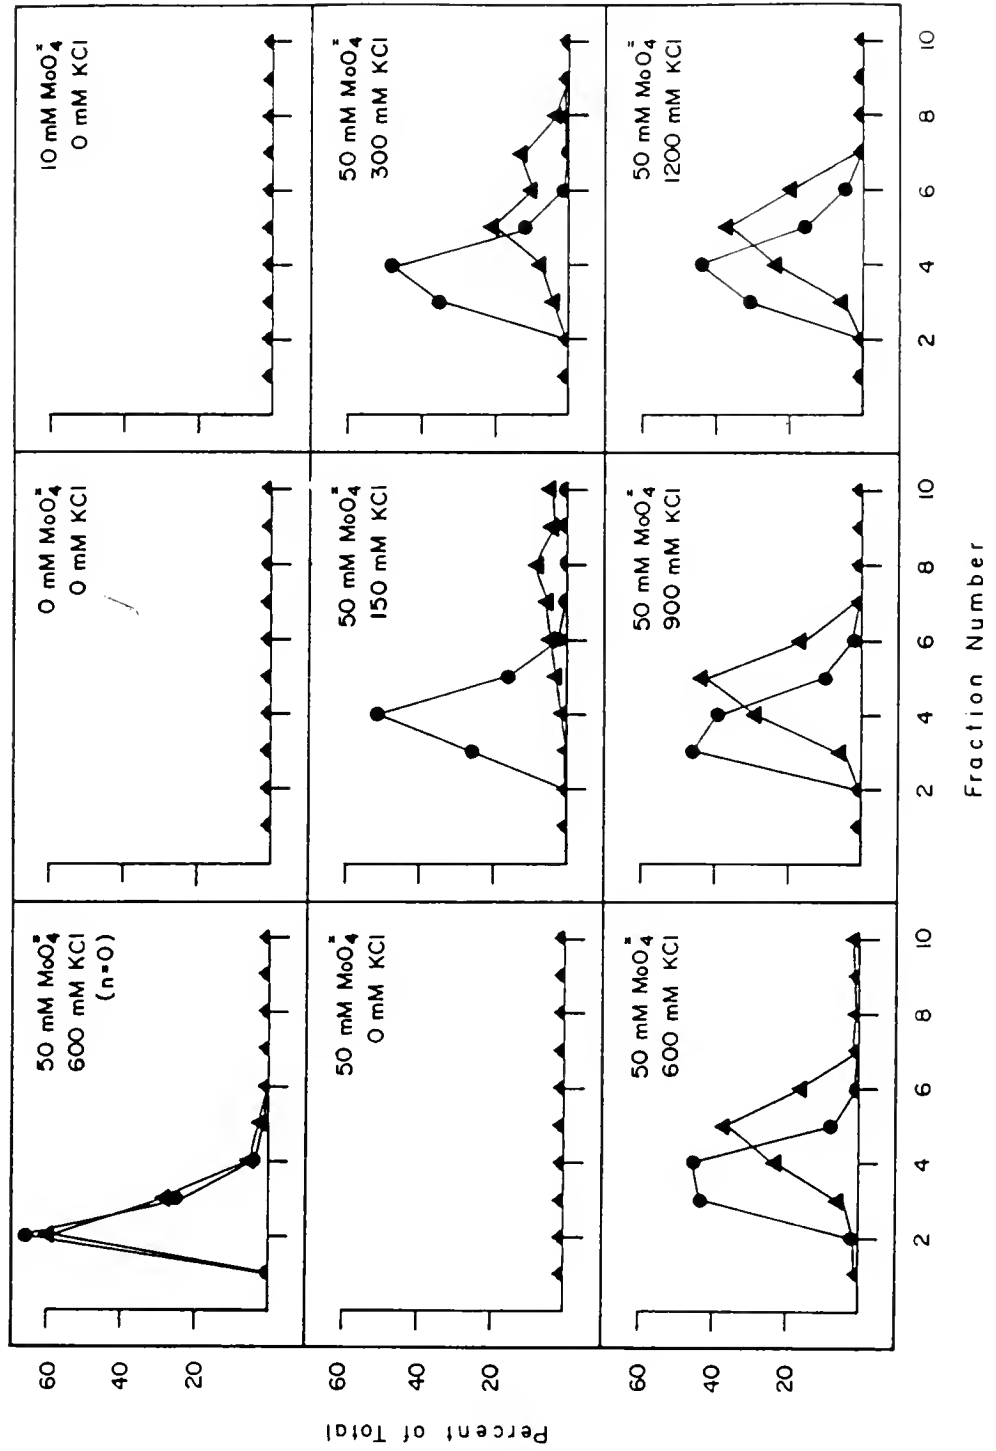 50 mM MoO₄⁼
600 mM KCl
(n=0)
0 mM MoO₄⁼
0 mM KCl
10 mM MoO₄⁼
0 mM KCl
50 mM MoO₄⁼
0 mM KCl
50 mM MoO₄⁼
150 mM KCl
50 mM MoO₄⁼
300 mM KCl
50 mM MoO₄⁼
600 mM KCl
50 mM MoO₄⁼
900 mM KCl
50 mM MoO₄⁼
1200 mM KCl
60
40
20
60
40
20
60
40
20
Percent of Total
2 4 6 8 10
2 4 6 8 10
2 4 6 8 10
Fraction Number